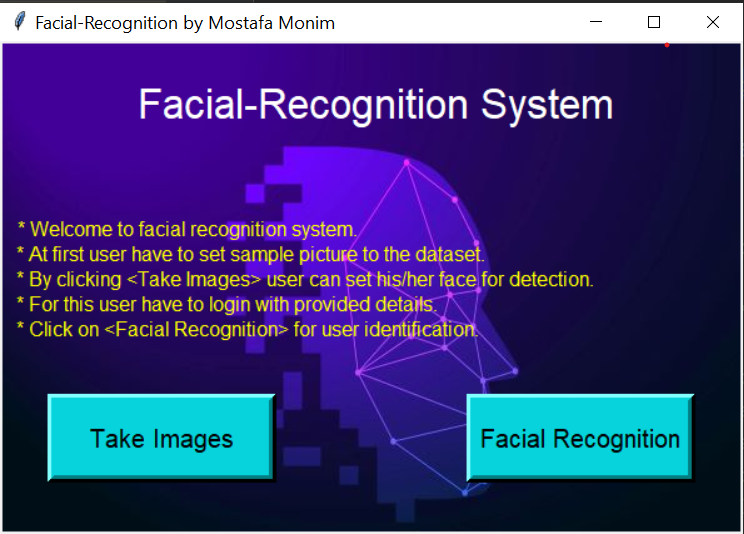 Facial-Recognition by Mostafa Monim
Facial-Recognition System
* Welcome to facial recognition system.
* At first user have to set sample picture to the dataset.
* By clicking <Take Images> user can set his/her face for detection.
* For this user have to login with provided details.
* Click on <Facial Recognition> for user identification.
Take Images
Facial Recognition